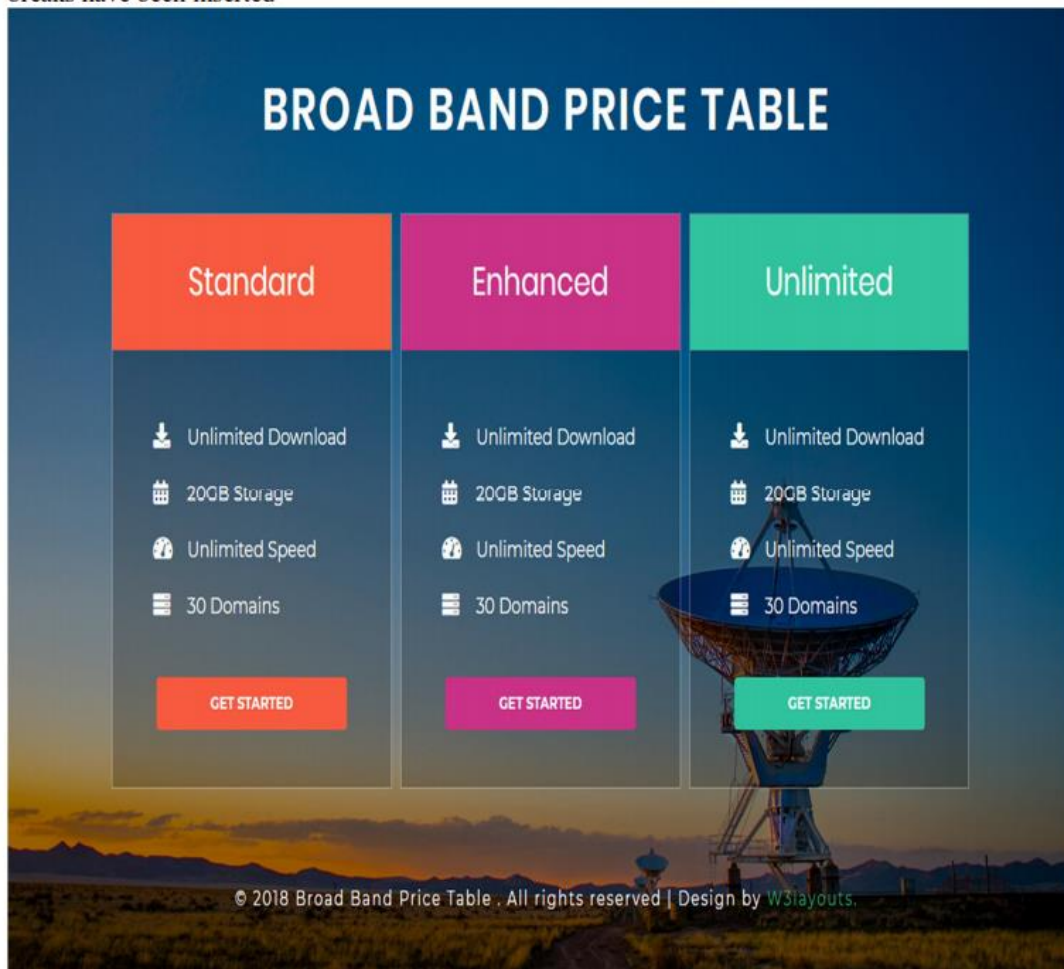 BROAD BAND PRICE TABLE
Standard
Unlimited Download
20GB Storage
Unlimited Speed
30 Domains
GET STARTED
Enhanced
Unlimited Download
20GB Storage
Unlimited Speed
30 Domains
GET STARTED
Unlimited
Unlimited Download
20GB Storage
Unlimited Speed
30 Domains
GET STARTED
© 2018 Broad Band Price Table . All rights reserved | Design by W3layouts.